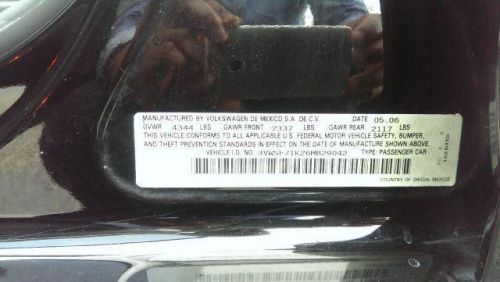 MANUFACTURED BY VOLKSWAGEN DE MEXICO S.A. DE C.V. DATE 05.06
GVWR 4344 LBS GAWR FRONT 2337 LBS GAWR REAR 2117 LBS
THIS VEHICLE CONFORMS TO ALL APPLICABLE U.S. FEDERAL MOTOR VEHICLE SAFETY, BUMPER,
AND THEFT PREVENTION STANDARDS IN EFFECT ON THE DATE OF MANUFACTURE SHOWN ABOVE.
VEHICLE I.D. NO. TYPE: PASSENGER CAR
COUNTRY OF ORIGIN, MEXICO